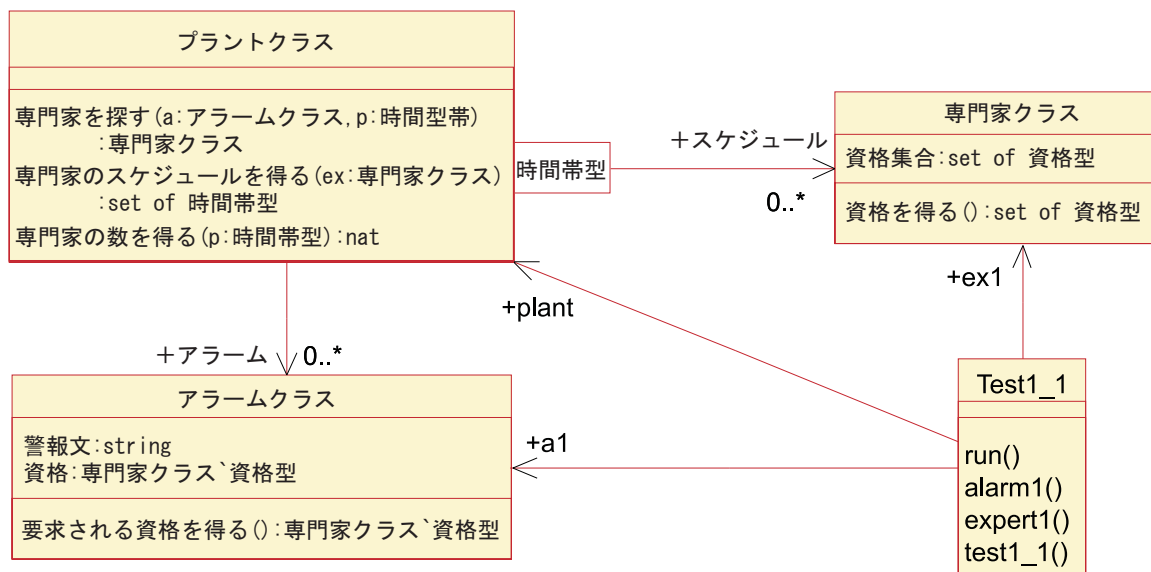 プラントクラス
専門家を探す(a:アラームクラス,p:時間型帯)
:専門家クラス
専門家のスケジュールを得る(ex:専門家クラス)
:set of 時間帯型
専門家の数を得る(p:時間帯型):nat
時間帯型
+スケジュール
0..*
専門家クラス
資格集合:set of 資格型
資格を得る():set of 資格型
+ex1
+plant
+アラーム
0..*
アラームクラス
警報文:string
資格:専門家クラス`資格型
要求される資格を得る():専門家クラス`資格型
+a1
Test1_1
run()
alarm1()
expert1()
test1_1()